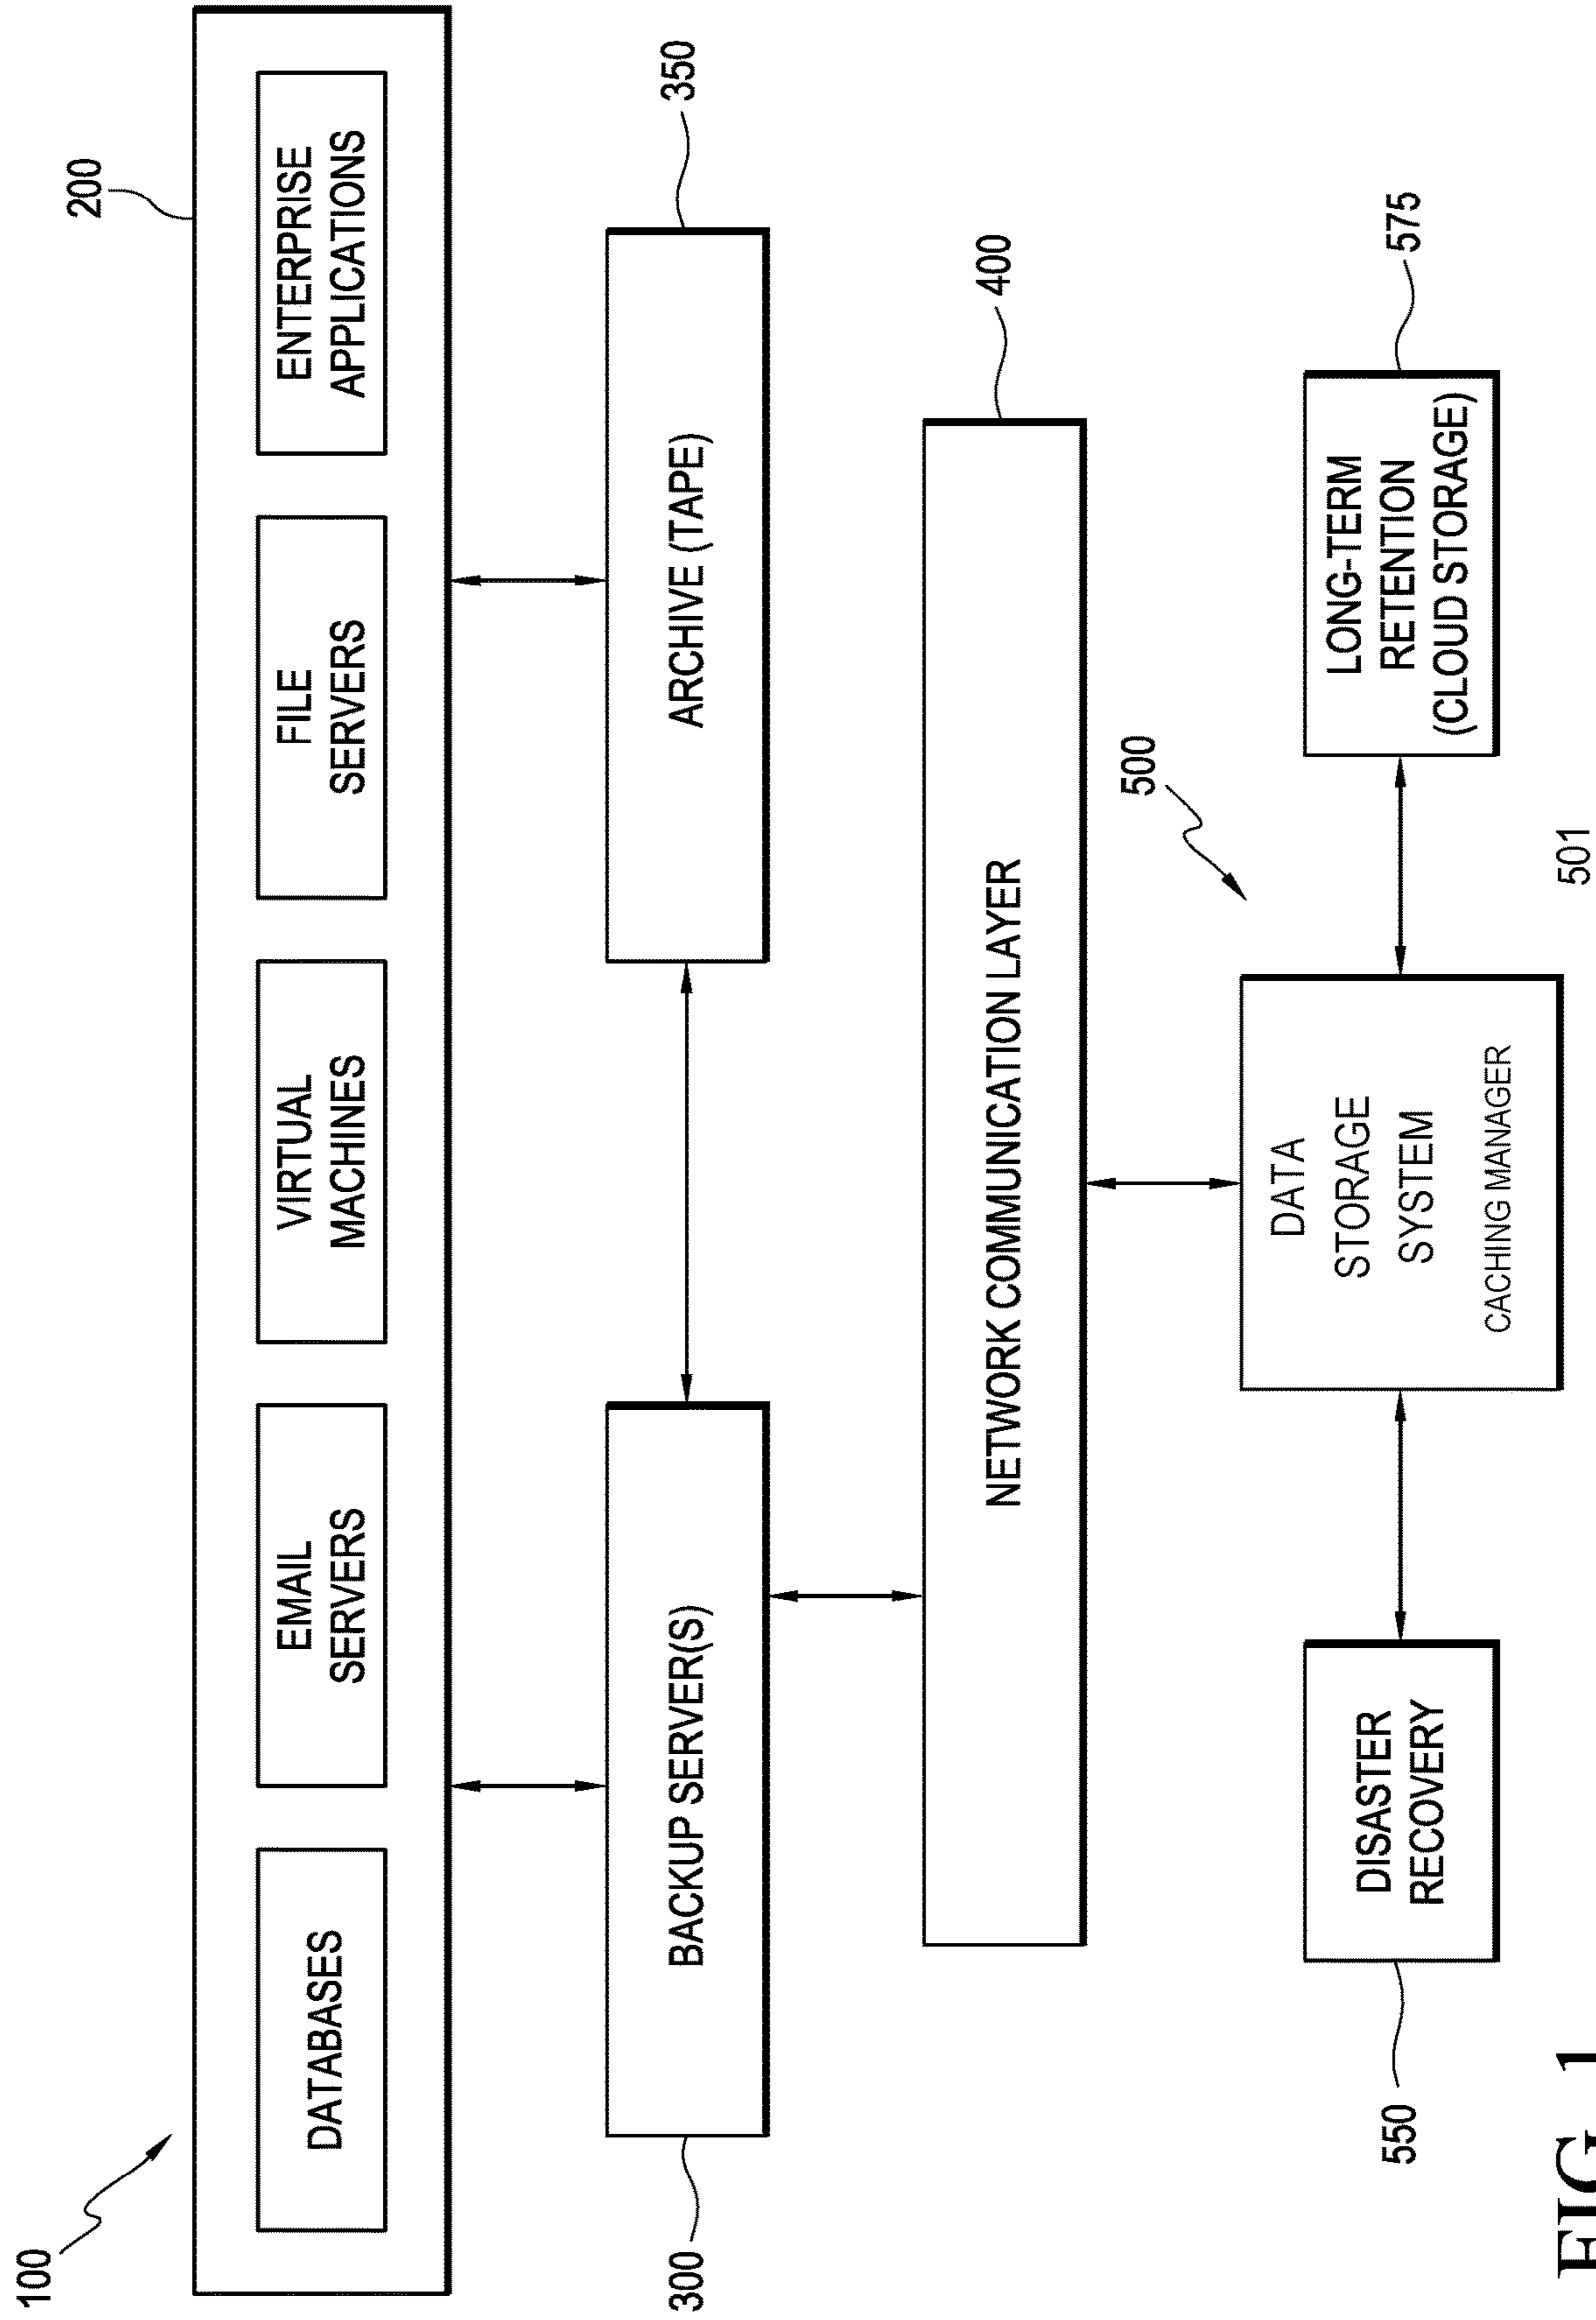 100
200
DATABASES
EMAIL
SERVERS
VIRTUAL
MACHINES
FILE
SERVERS
ENTERPRISE
APPLICATIONS
300
BACKUP SERVER(S)
ARCHIVE (TAPE)
350
NETWORK COMMUNICATION LAYER
400
500
550
DISASTER
RECOVERY
DATA
STORAGE
SYSTEM
CACHING MANAGER
LONG-TERM
RETENTION
(CLOUD STORAGE)
575
501
FIG. 1